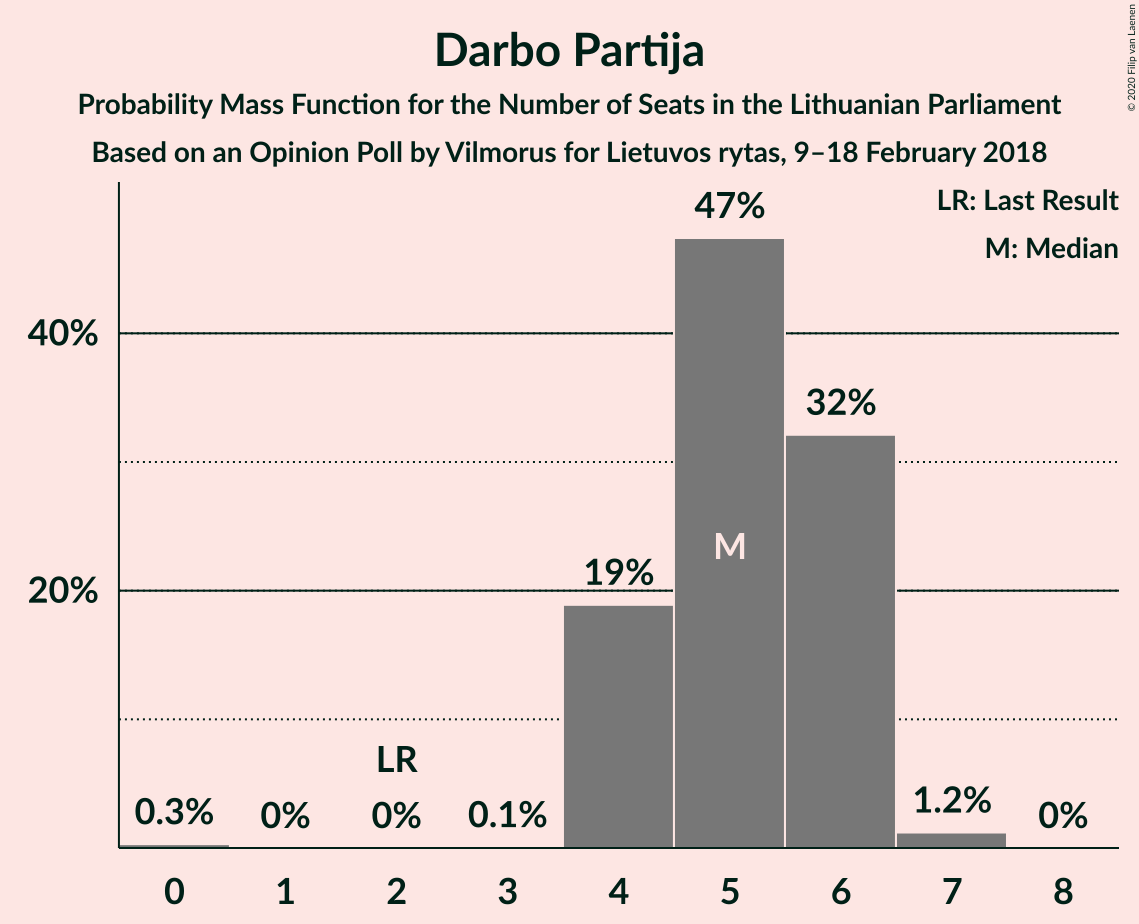 Darbo Partija
Probability Mass Function for the Number of Seats in the Lithuanian Parliament
Based on an Opinion Poll by Vilmorus for Lietuvos rytas, 9–18 February 2018
© 2020 Filip van Laenen
LR: Last Result
M: Median
47%
40%
32%
M
19%
20%
LR
0.3%
0%
0%
0.1%
1.2%
0%
0 1 2 3 4 5 6 7 8